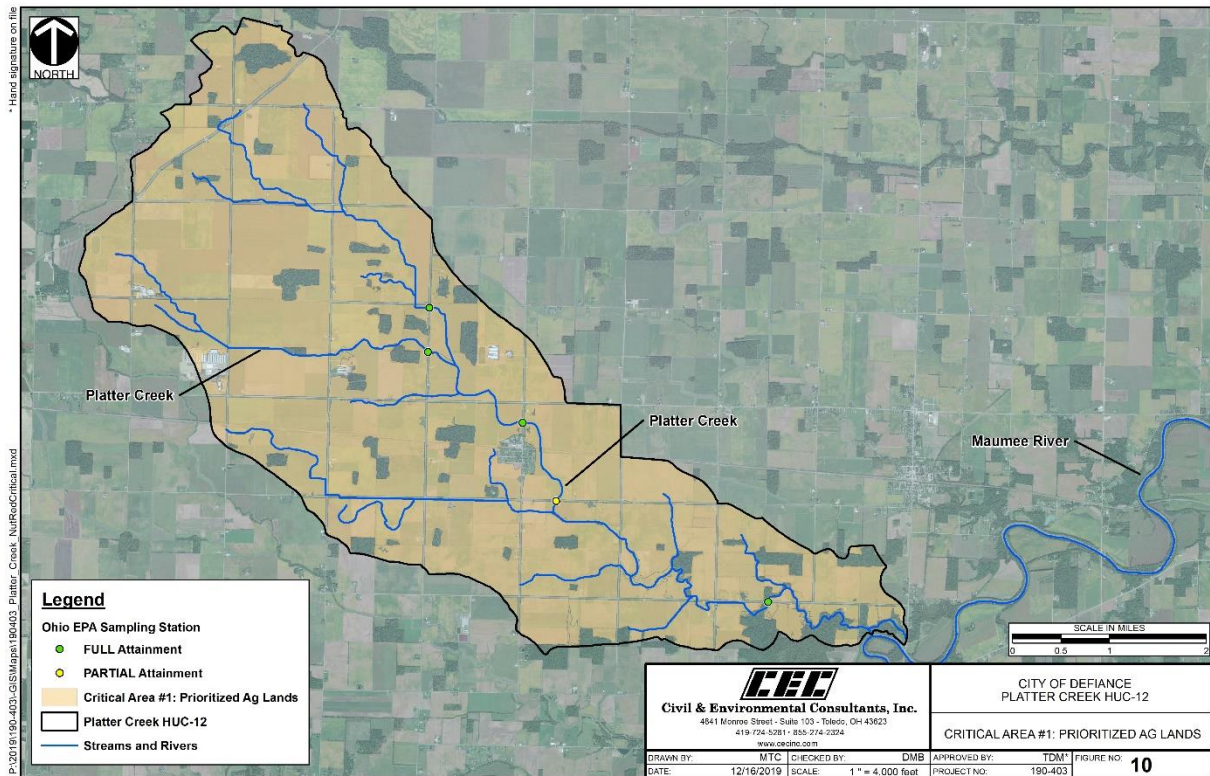 * Hand signature on file
P:\2019\190-403\-GIS\Maps\190403_Platter_Creek_NutRedCritical.mxd
NORTH
Platter Creek
Platter Creek
Maumee River
Legend
Ohio EPA Sampling Station
FULL Attainment
PARTIAL Attainment
Critical Area #1: Prioritized Ag Lands
Platter Creek HUC-12
Streams and Rivers
SCALE IN MILES
0 0.5 1 2
CEC
Civil & Environmental Consultants, Inc.
4841 Monroe Street - Suite 103 - Toledo, OH 43623
419-724-5281 · 855-274-2324
www.cecinc.com
CITY OF DEFIANCE
PLATTER CREEK HUC-12
CRITICAL AREA #1: PRIORITIZED AG LANDS
DRAWN BY: MTC CHECKED BY: DMB APPROVED BY: TDM* FIGURE NO: 10
DATE: 12/16/2019 SCALE: 1 " = 4,000 feet PROJECT NO: 190-403